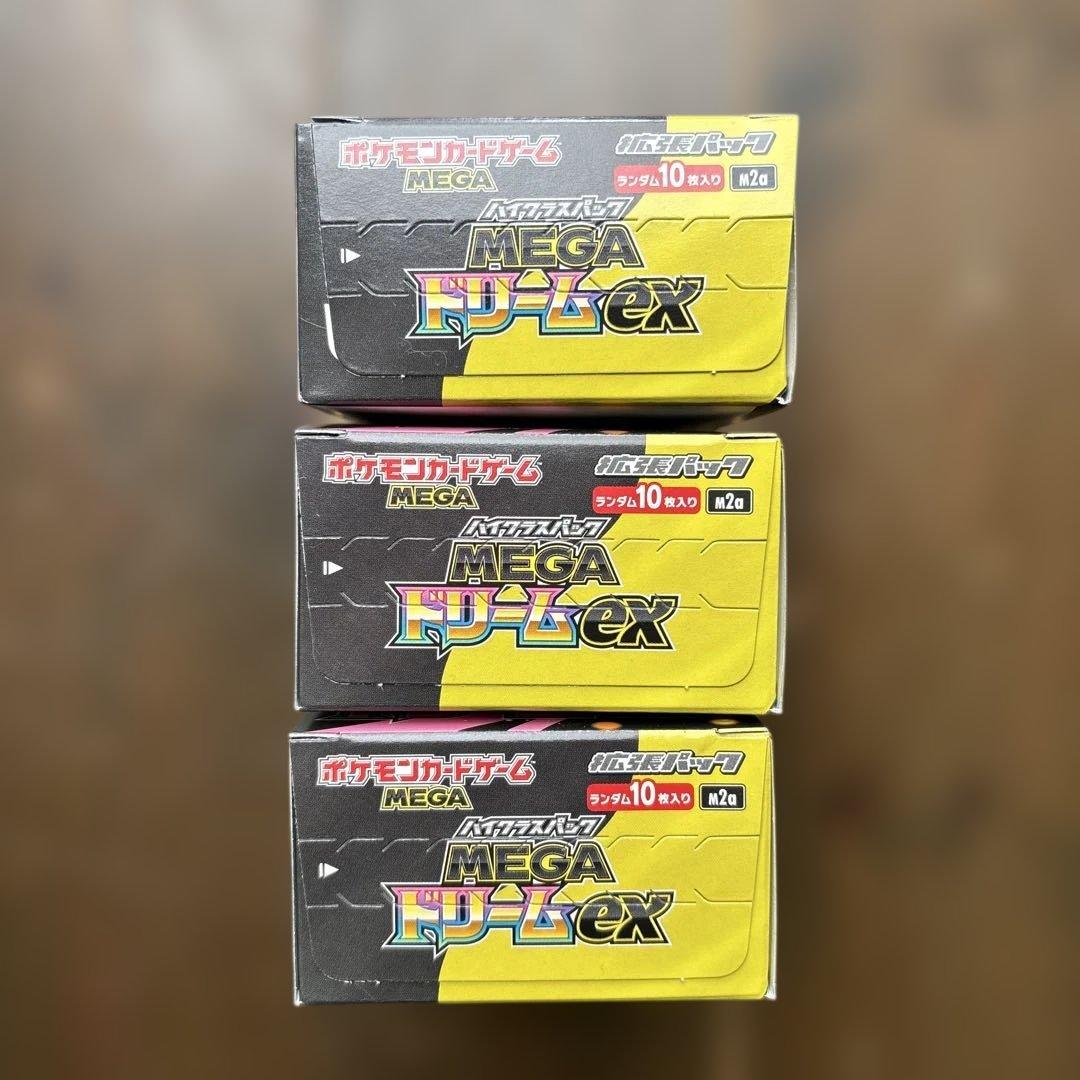 ポケモンカードゲーム
MEGA
拡張パック
ランダム10枚入り M2a
ハイクラスパック
MEGA
ドリームex
ポケモンカードゲーム
MEGA
拡張パック
ランダム10枚入り M2a
ハイクラスパック
MEGA
ドリームex
ポケモンカードゲーム
MEGA
拡張パック
ランダム10枚入り M2a
ハイクラスパック
MEGA
ドリームex